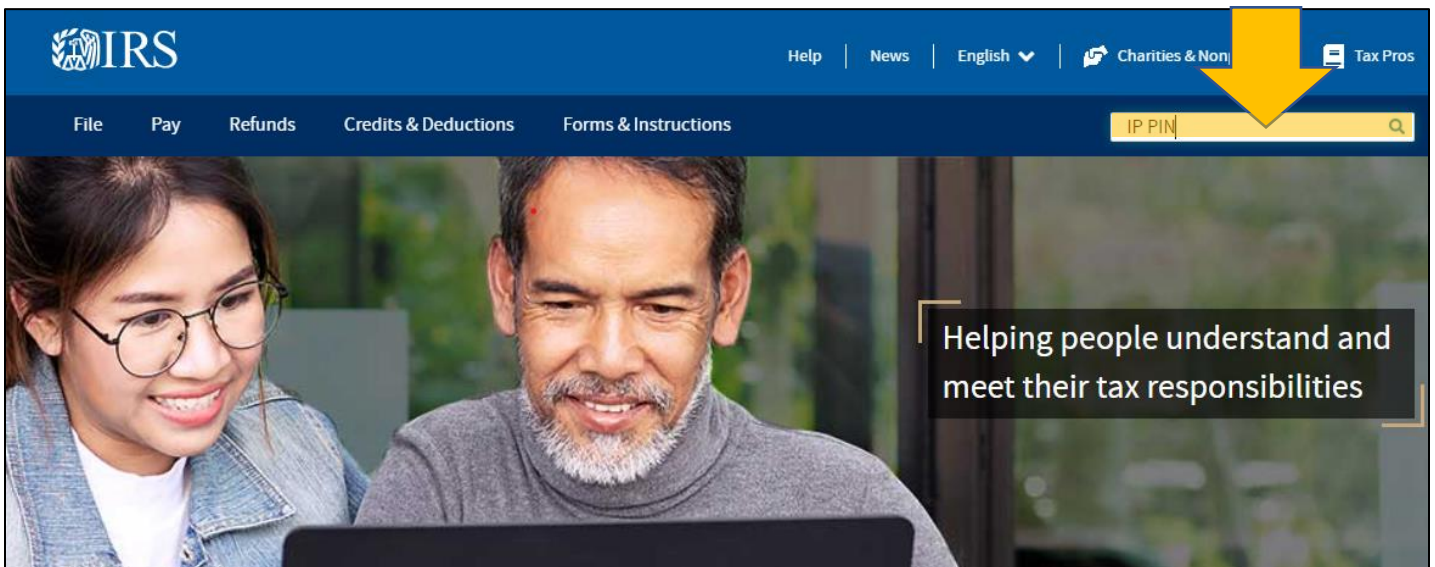 IRS
Help News English Tax Pros
Charities & Non
File Pay Refunds Credits & Deductions Forms & Instructions
IP PIN
Helping people understand and
meet their tax responsibilities